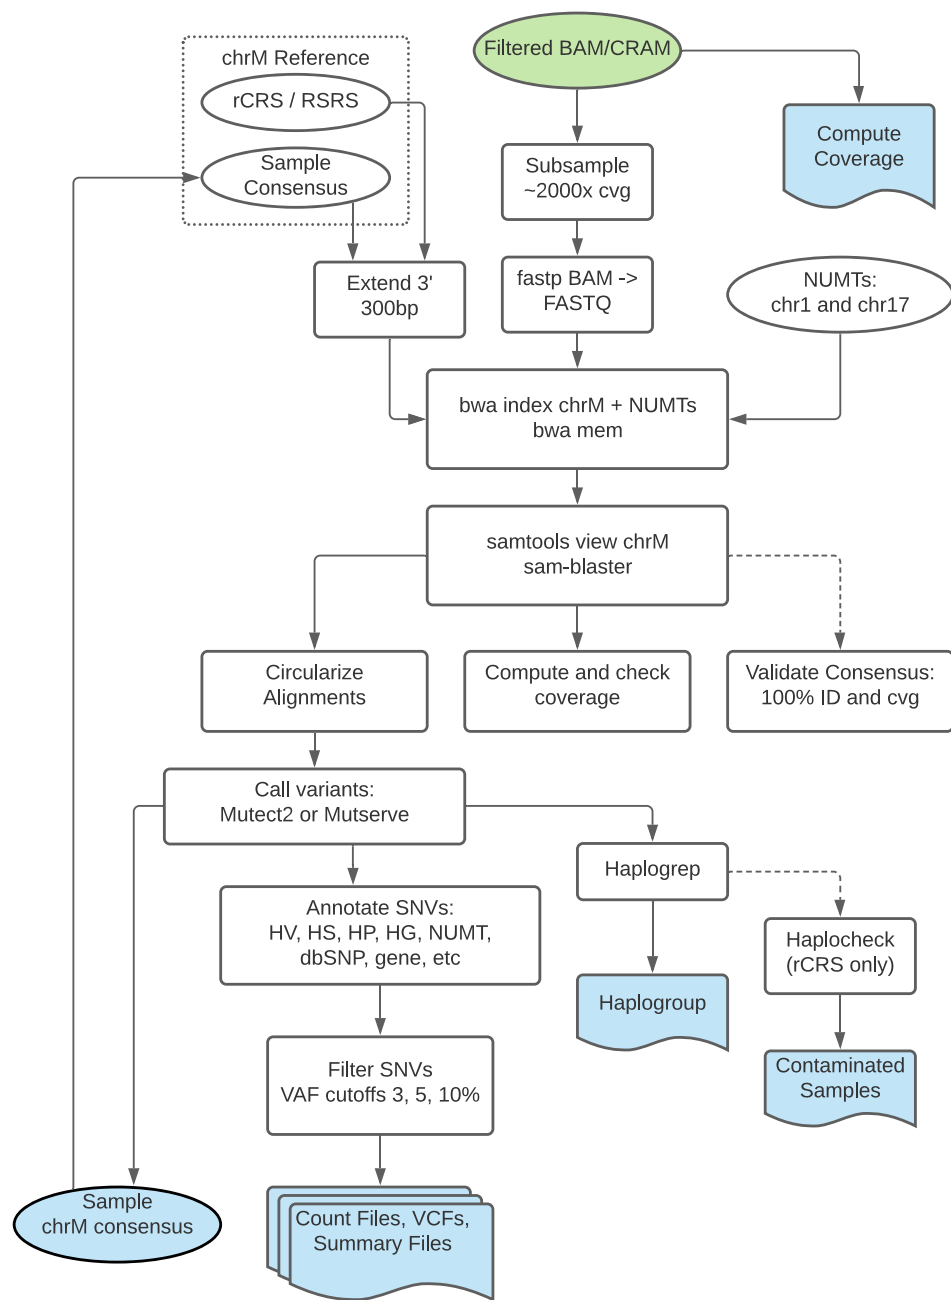 Filtered BAM/CRAM
chrM Reference
rCRS / RSRS
Sample
Consensus
Subsample
~2000x cvg
Compute
Coverage
Extend 3'
300bp
fastp BAM ->
FASTQ
NUMTs:
chr1 and chr17
bwa index chrM + NUMTs
bwa mem
samtools view chrM
sam-blaster
Circularize
Alignments
Compute and check
coverage
Validate Consensus:
100% ID and cvg
Call variants:
Mutect2 or Mutserve
Haplogrep
Annotate SNVs:
HV, HS, HP, HG, NUMT,
dbSNP, gene, etc
Haplocheck
(rCRS only)
Haplogroup
Filter SNVs
VAF cutoffs 3, 5, 10%
Contaminated
Samples
Sample
chrM consensus
Count Files, VCFs,
Summary Files